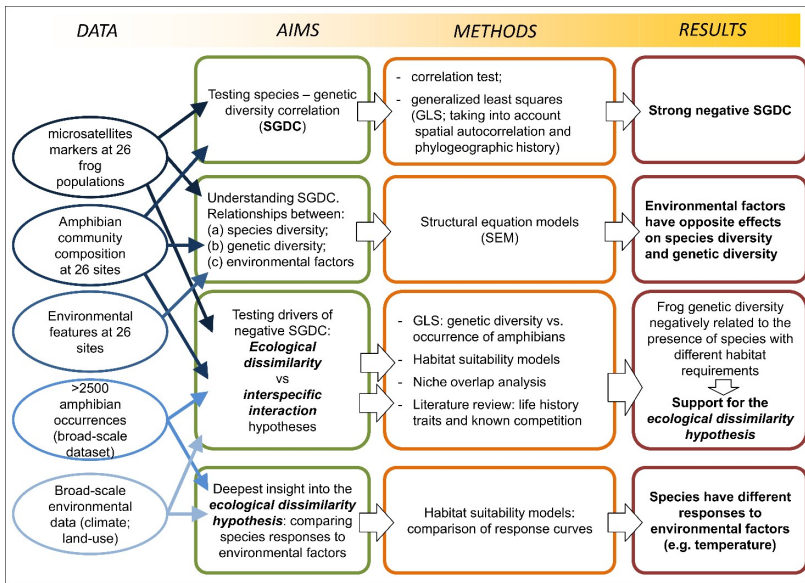 DATA
AIMS
METHODS
RESULTS
microsatellites
markers at 26
frog
populations
Amphibian
community
composition
at 26 sites
Environmental
features at 26
sites
>2500
amphibian
occurrences
(broad-scale
dataset)
Broad-scale
environmental
data (climate;
land-use)
Testing species – genetic
diversity correlation
(SGDC)
- correlation test;
- generalized least squares
(GLS; taking into account
spatial autocorrelation and
phylogeographic history)
Strong negative SGDC
Understanding SGDC.
Relationships between:
(a) species diversity;
(b) genetic diversity;
(c) environmental factors
Structural equation models
(SEM)
Environmental factors
have opposite effects
on species diversity
and genetic diversity
Testing drivers of
negative SGDC:
Ecological
dissimilarity
vs
interspecific
interaction
hypotheses
- GLS: genetic diversity vs.
occurrence of amphibians
- Habitat suitability models
- Niche overlap analysis
- Literature review: life history
traits and known competition
Frog genetic diversity
negatively related to the
presence of species with
different habitat
requirements
Support for the
ecological dissimilarity
hypothesis
Deepest insight into the
ecological dissimilarity
hypothesis: comparing
species responses to
environmental factors
Habitat suitability models:
comparison of response curves
Species have different
responses to
environmental factors
(e.g. temperature)